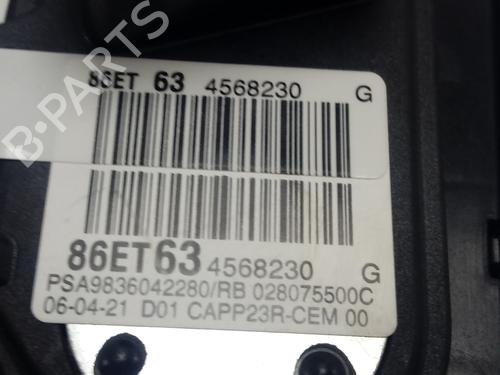 86ET 63 4568230 G
B-PARTS
86ET63 4568230 G
PSA9836042280/RB 028075500C
06-04-21 D01 CAPP23R-CEM 00